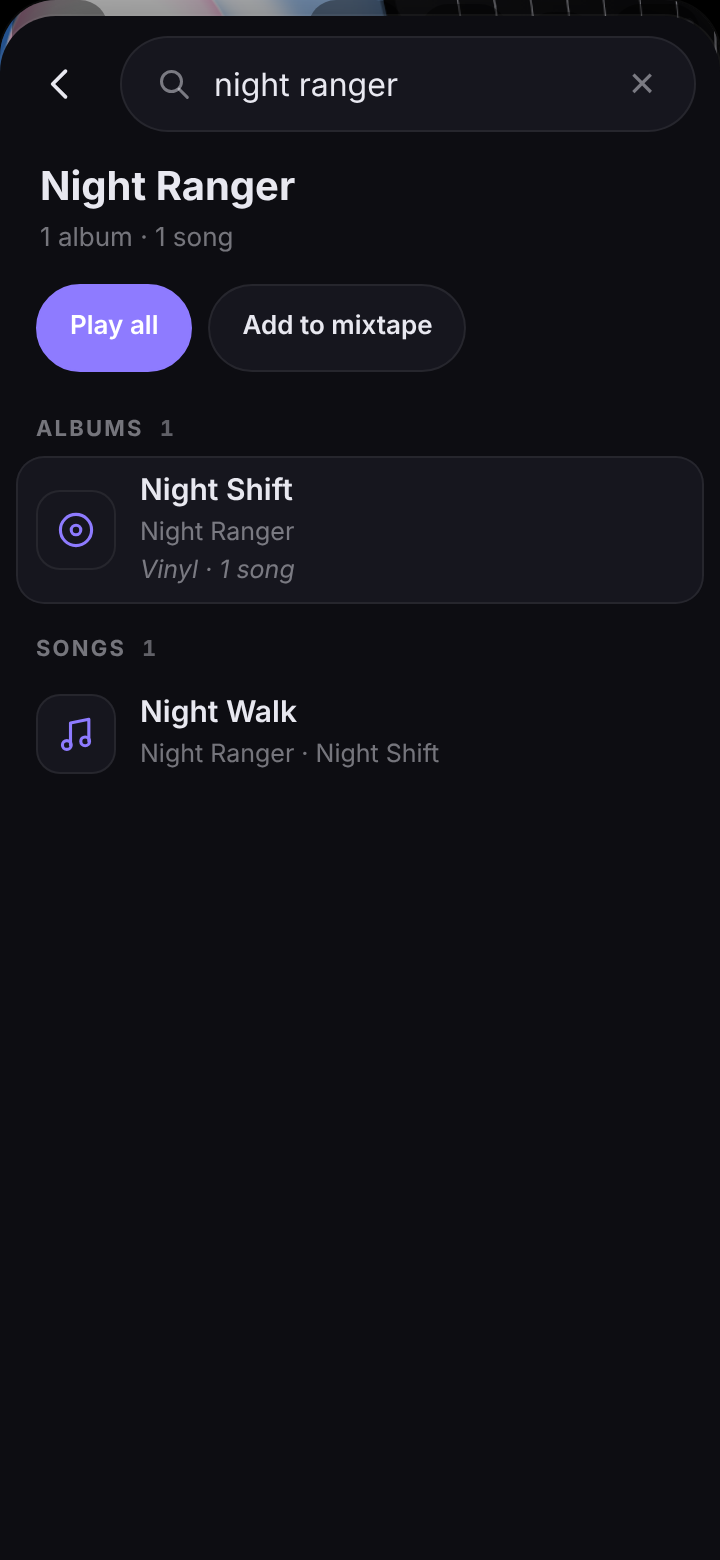 night ranger
Night Ranger
1 album · 1 song
Play all
Add to mixtape
ALBUMS 1
Night Shift
Night Ranger
Vinyl · 1 song
SONGS 1
Night Walk
Night Ranger · Night Shift